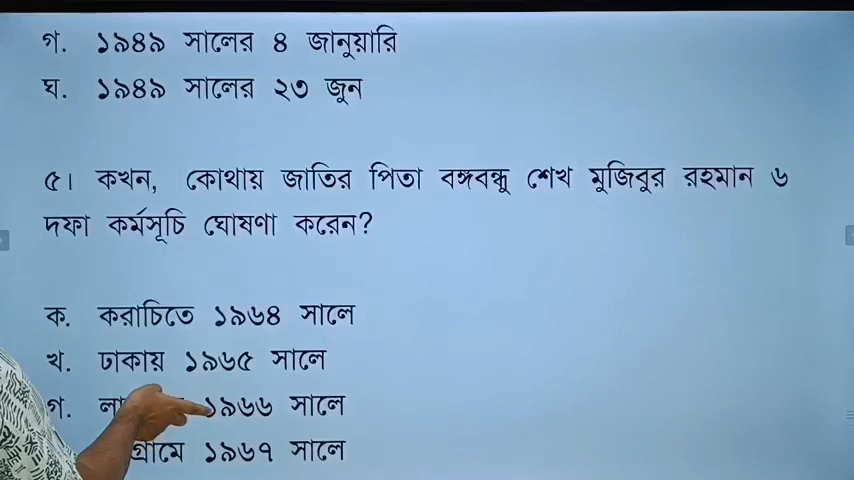 গ. ১৯৪৯ সালের ৪ জানুয়ারি
ঘ. ১৯৪৯ সালের ২৩ জুন
৫। কখন, কোথায় জাতির পিতা বঙ্গবন্ধু শেখ মুজিবুর রহমান ৬
দফা কর্মসূচি ঘোষণা করেন?
ক. করাচিতে ১৯৬৪ সালে
খ. ঢাকায় ১৯৬৫ সালে
গ. ১৯৬৬ সালে
১৯৬৭ সালে